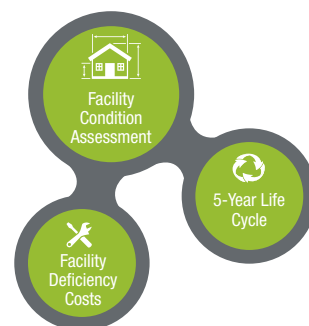 Facility
Condition
Assessment
5-Year Life
Cycle
Facility
Deficiency
Costs